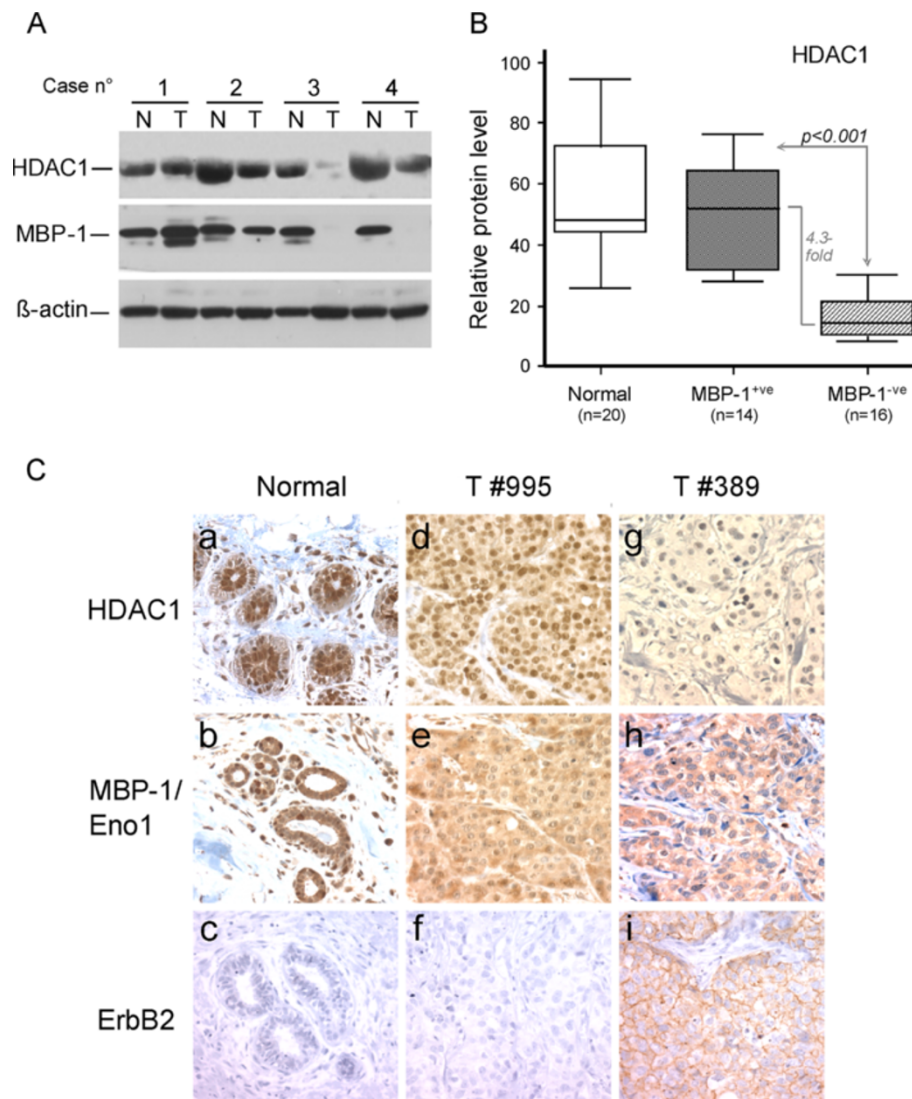 A
Case n° 1 2 3 4
N T N T N T N T
HDAC1
MBP-1
ß-actin
B
HDAC1
Relative protein level
100
80
60
40
20
0
p<0.001
4.3-
fold
Normal
(n=20)
MBP-1+ve
(n=14)
MBP-1-ve
(n=16)
C
Normal T #995 T #389
HDAC1
a d g
MBP-1/
Eno1
b e h
ErbB2
c f i